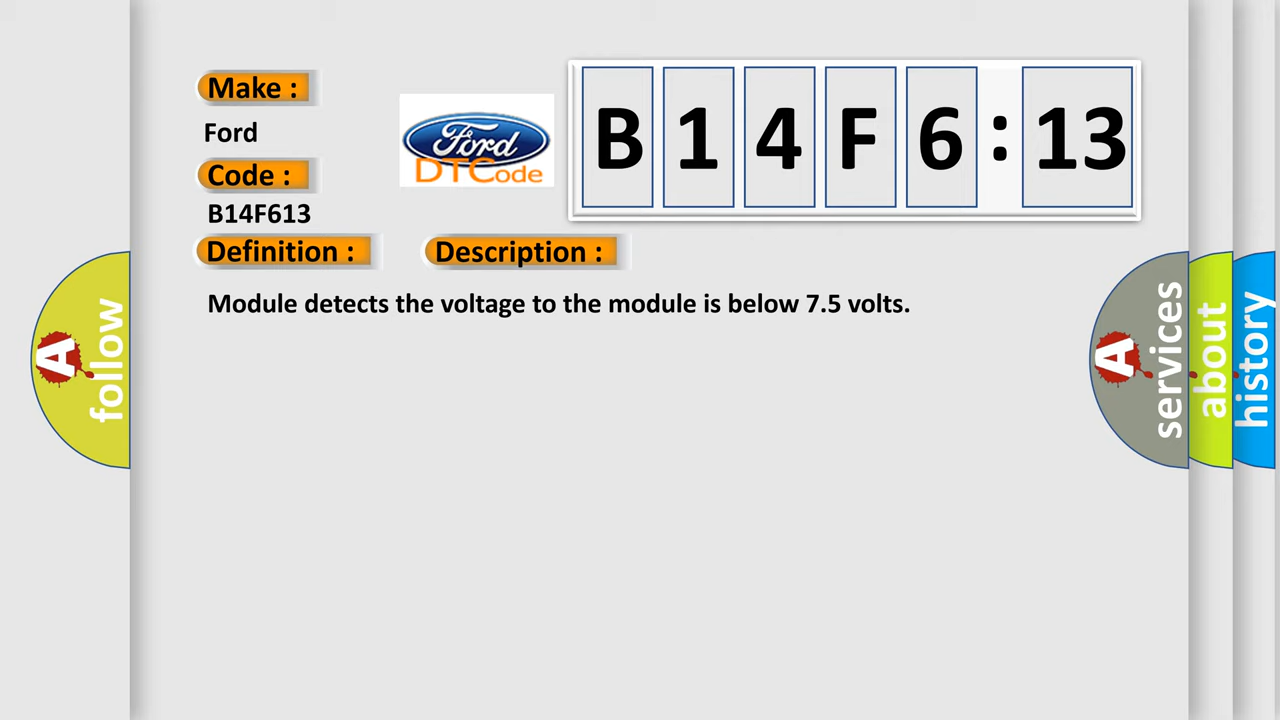 Make :
Ford
Code :
B14F613
Ford
DTCode
B 1 4 F 6 : 13
Definition :
Description :
Module detects the voltage to the module is below 7.5 volts.
A
follow
A
services
about
history